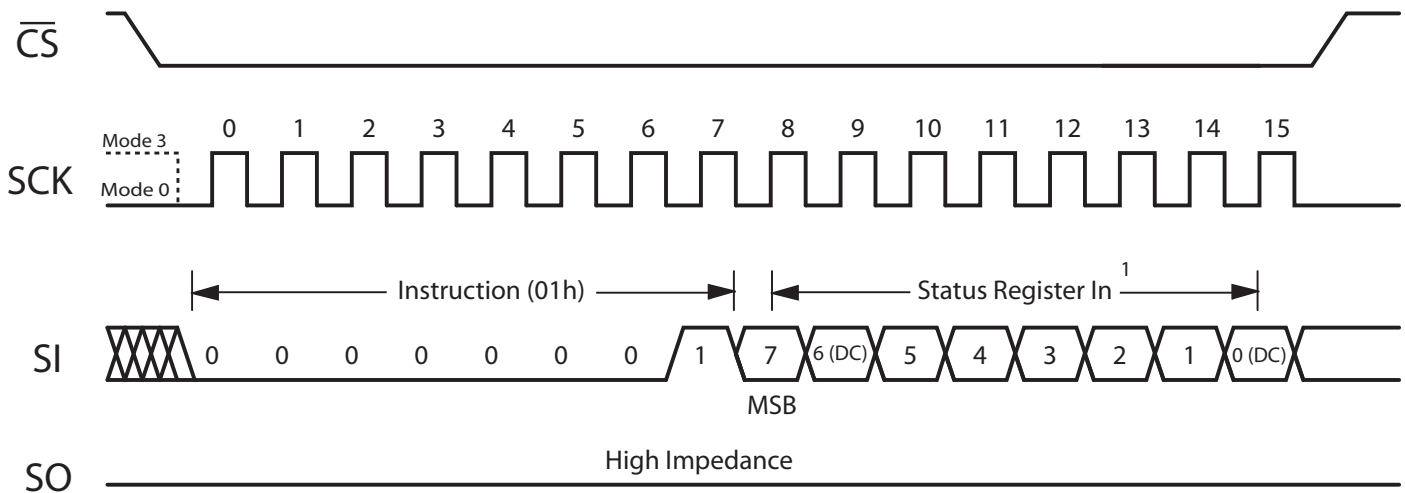 CS
Mode 3
0 1 2 3 4 5 6 7 8 9 10 11 12 13 14 15
SCK
Mode 0
Instruction (01h)
Status Register In 1
SI
0 0 0 0 0 0 0 1 7 6 (DC) 5 4 3 2 1 0 (DC)
MSB
High Impedance
SO